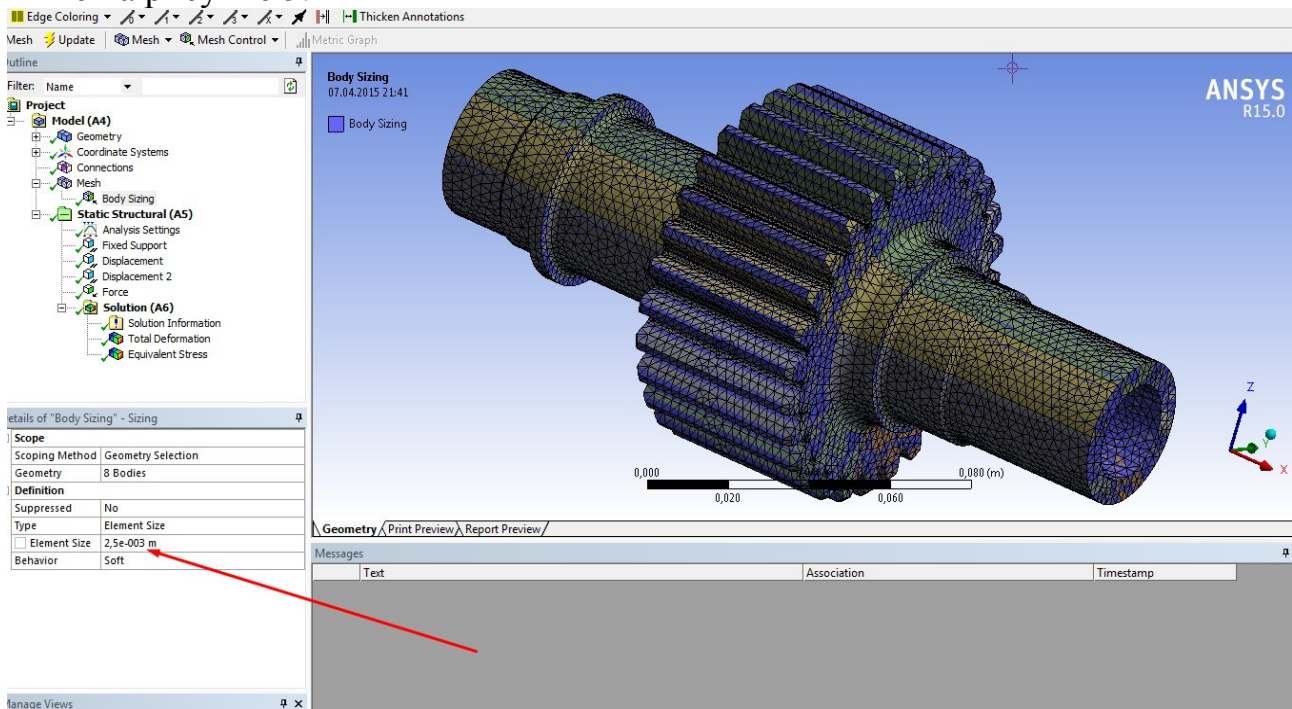 Edge Coloring Thicken Annotations
Mesh Update Mesh Mesh Control Metric Graph
Outline
Filter: Name
Project
Model (A4)
Geometry
Coordinate Systems
Connections
Mesh
Body Sizing
Static Structural (A5)
Analysis Settings
Fixed Support
Displacement
Displacement 2
Force
Solution (A6)
Solution Information
Total Deformation
Equivalent Stress
Details of "Body Sizing" - Sizing
Scope
Scoping Method Geometry Selection
Geometry 8 Bodies
Definition
Suppressed No
Type Element Size
Element Size 2,5e-003 m
Behavior Soft
Manage Views
Body Sizing
07.04.2015 21:41
Body Sizing
ANSYS
R15.0
Z
Y
X
0,000 0,080 (m)
0,020 0,060
Geometry Print Preview Report Preview
Messages
Text Association Timestamp